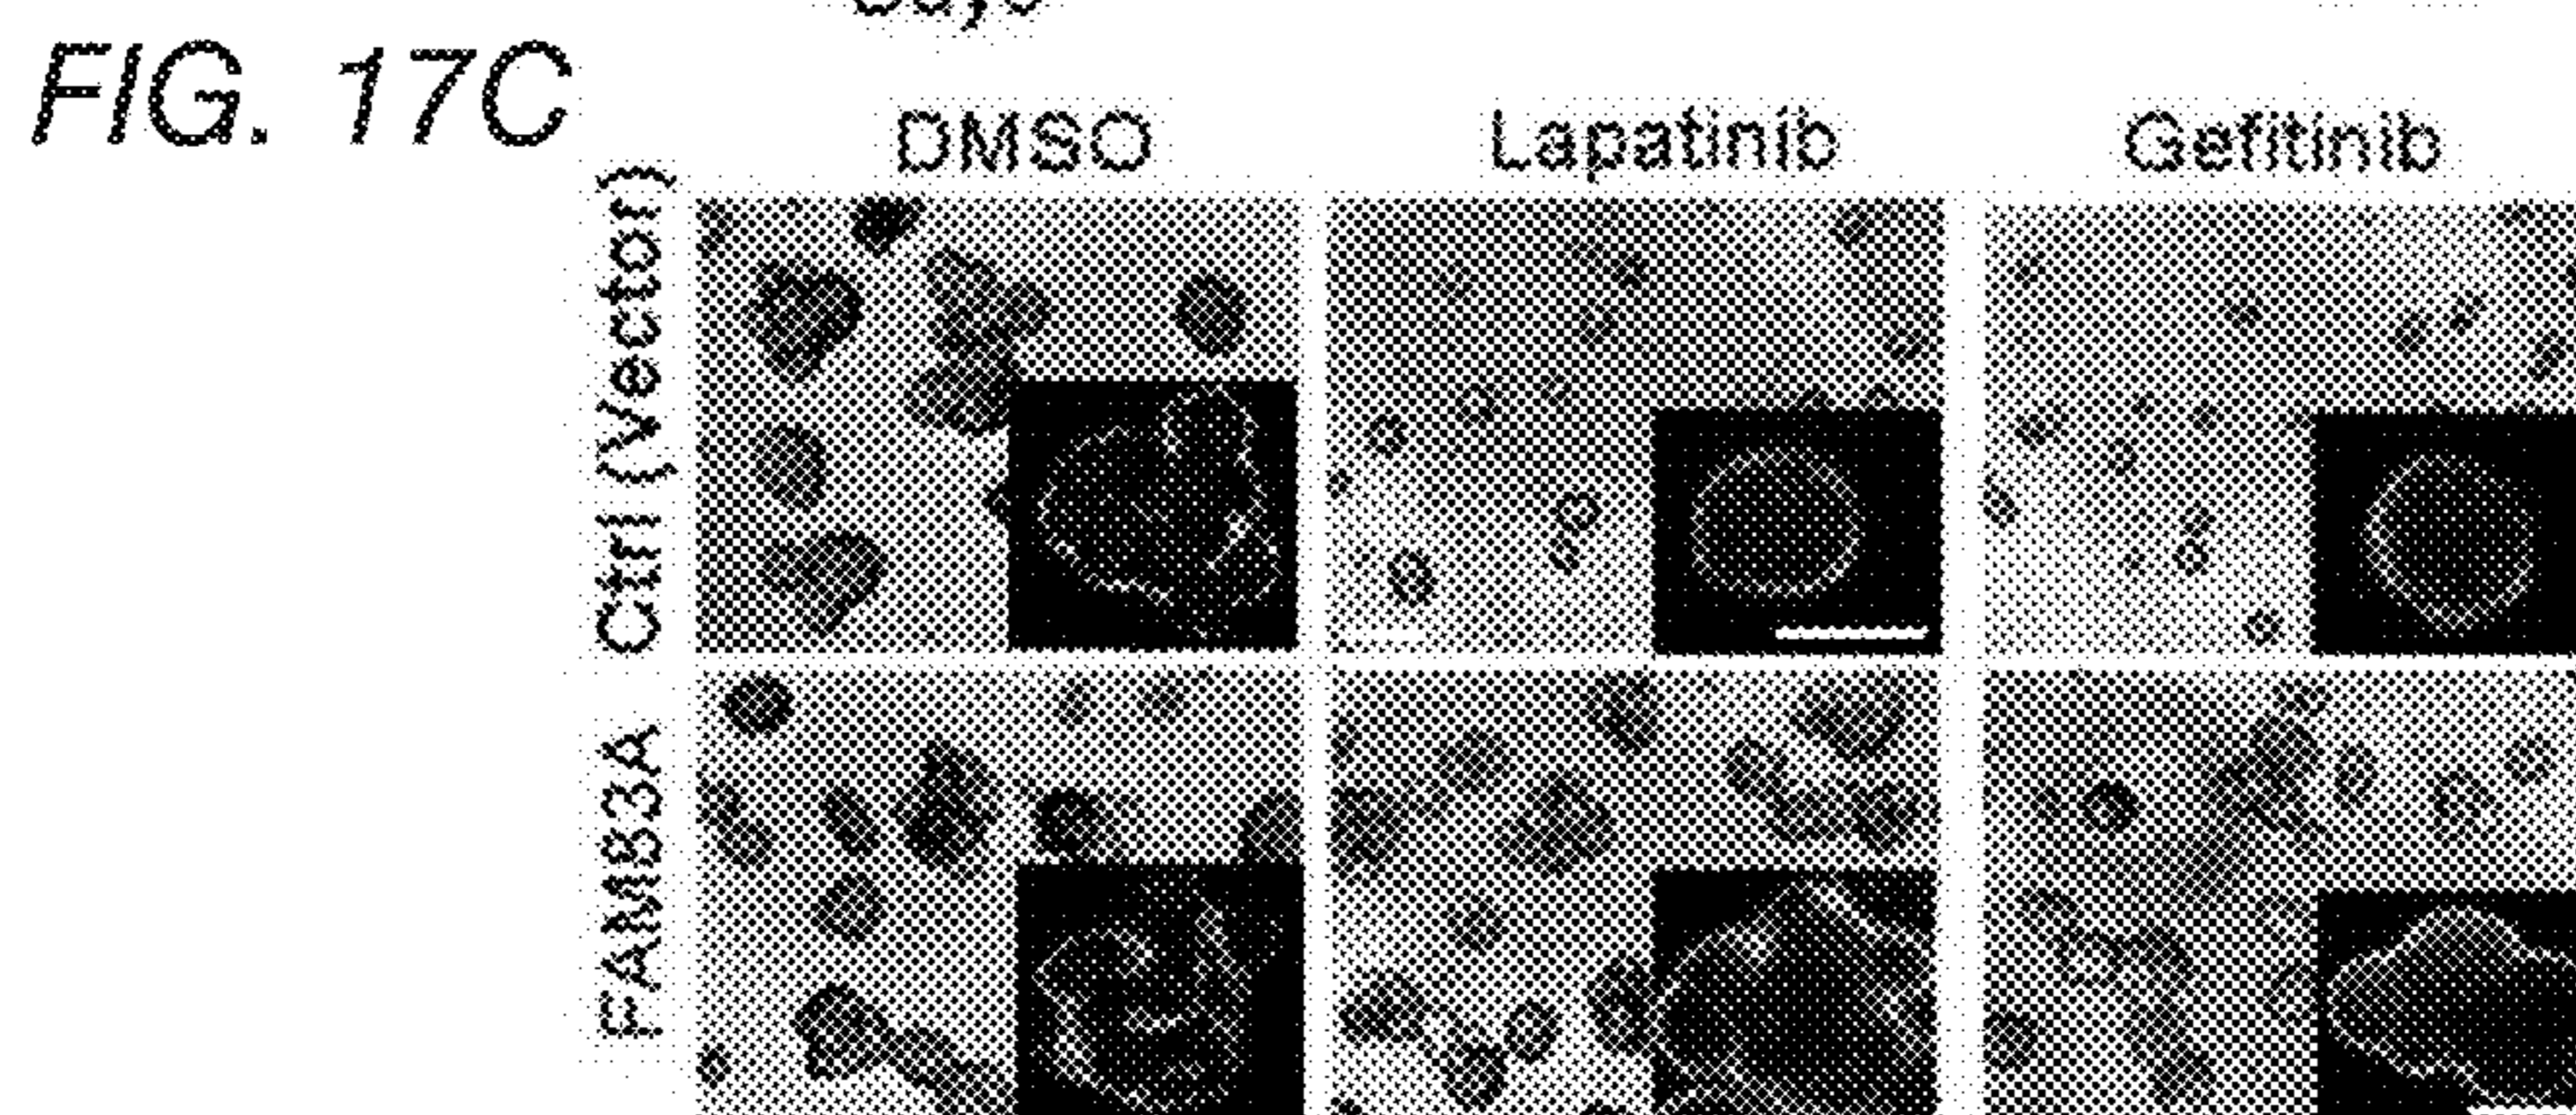 FIG. 17C
DMSO
Lapatinib
Gefitinib
Ctrl (Vector)
FAM83A